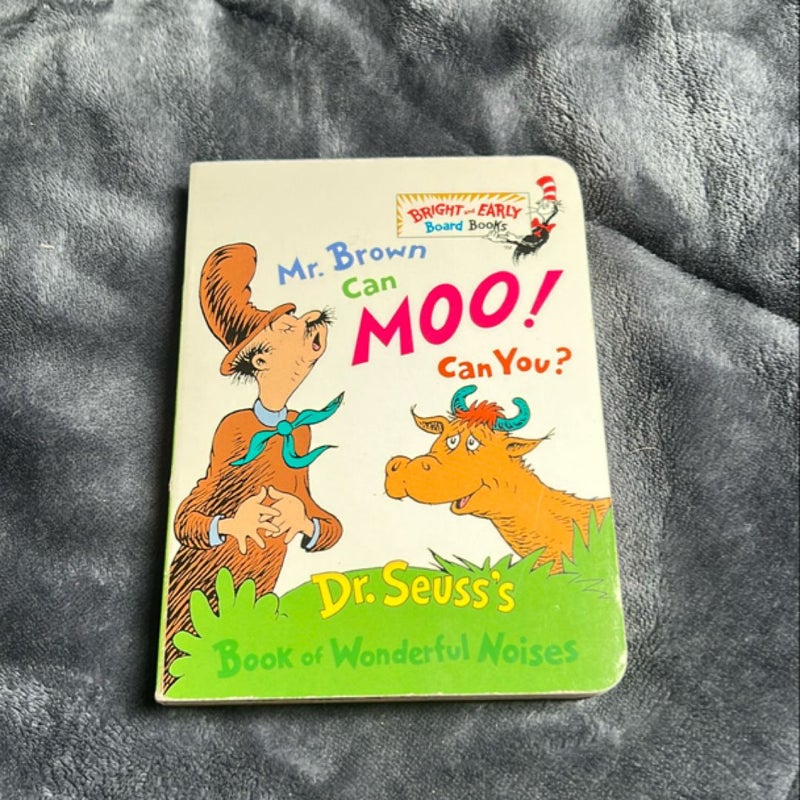 BRIGHT and EARLY
Board Books
Mr. Brown
Can
MOO!
Can You?
Dr. Seuss's
Book of Wonderful Noises